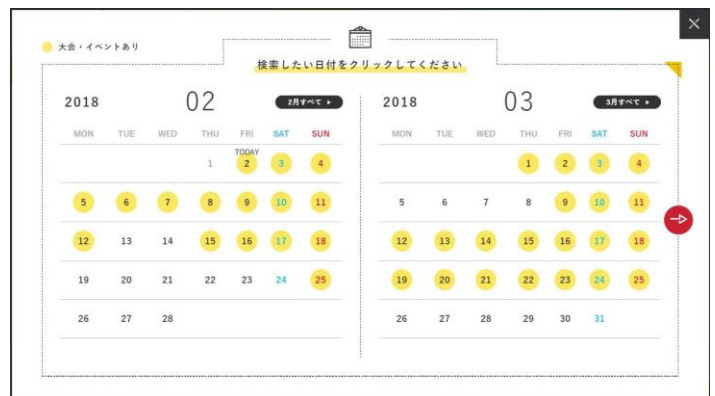 大会・イベントあり
検索したい日付をクリックしてください
2018 02 2月すべて
MON TUE WED THU FRI SAT SUN
TODAY
1 2 3 4
5 6 7 8 9 10 11
12 13 14 15 16 17 18
19 20 21 22 23 24 25
26 27 28
2018 03 3月すべて
MON TUE WED THU FRI SAT SUN
1 2 3 4
5 6 7 8 9 10 11
12 13 14 15 16 17 18
19 20 21 22 23 24 25
26 27 28 29 30 31